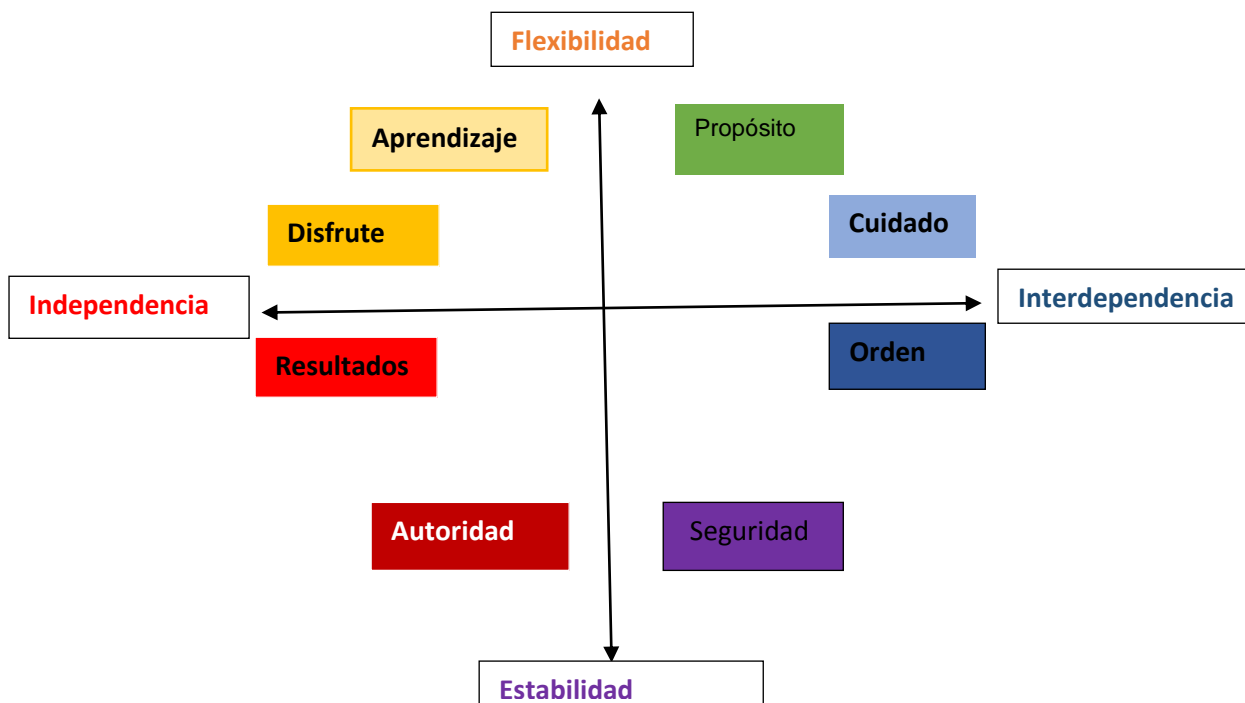 Flexibilidad
Aprendizaje
Propósito
Disfrute
Cuidado
Independencia
Interdependencia
Resultados
Orden
Autoridad
Seguridad
Estabilidad